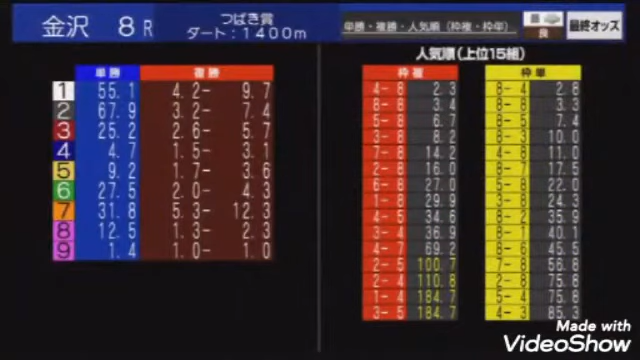 金沢 8R
つばき賞
ダート:1400m
単勝・複勝・人気順(枠複・枠単)
良
最終オッズ
人気順(上位15組)
単勝 複勝
1 55.1 4.2- 9.7
2 67.9 3.2- 7.4
3 25.2 2.6- 5.7
4 4.7 1.5- 3.1
5 9.2 1.7- 3.6
6 27.5 2.0- 4.3
7 31.8 5.3- 12.3
8 12.5 1.3- 2.3
9 1.4 1.0- 1.0
枠複 枠単
4-8 2.3 8-4 2.8
8-8 3.4 8-8 3.3
5-8 6.7 8-5 7.4
3-8 8.2 8-3 10.0
7-8 14.2 4-8 11.0
2-8 16.0 8-7 17.5
6-8 27.0 5-8 22.0
1-8 29.9 3-8 24.3
4-5 34.6 8-2 35.9
3-4 36.9 8-1 40.1
4-7 69.2 8-6 45.5
2-5 100.7 7-8 56.8
2-4 110.8 2-8 75.8
1-4 184.7 5-4 75.8
3-5 184.7 4-3 85.3
Made with
VideoShow